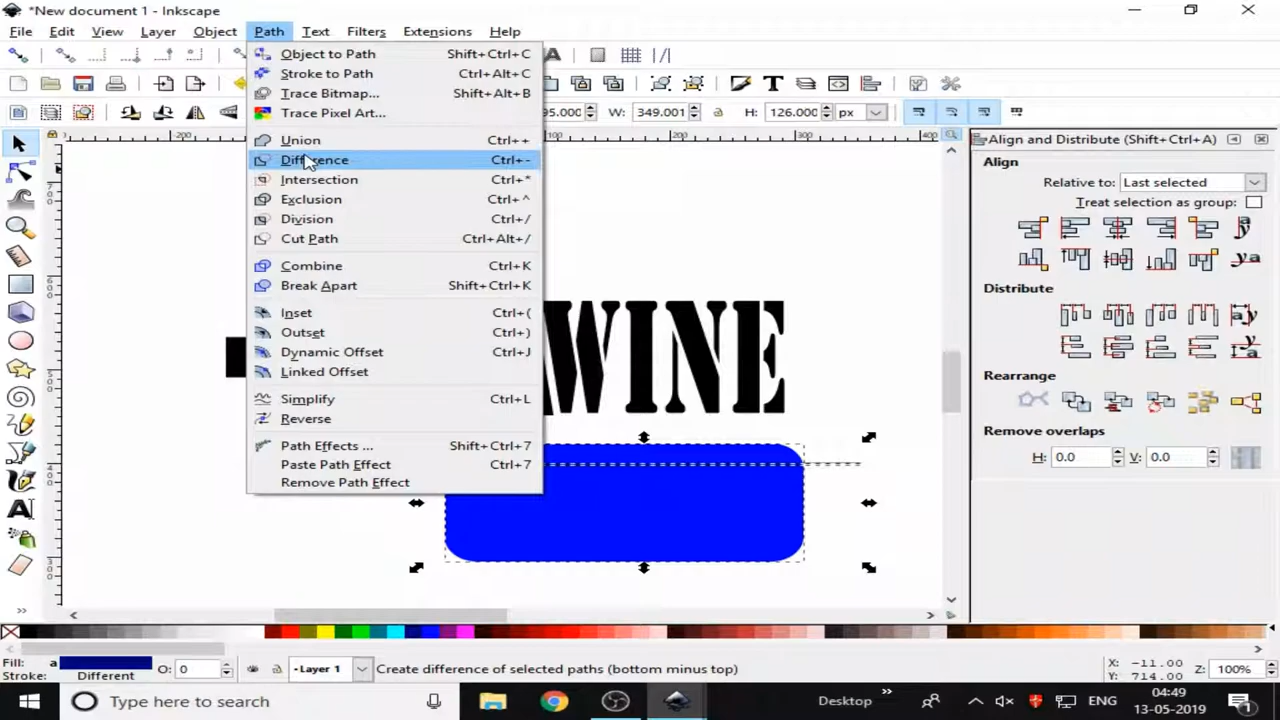 *New document 1 - Inkscape
File Edit View Layer Object Path Text Filters Extensions Help
Object to Path Shift+Ctrl+C
Stroke to Path Ctrl+Alt+C
Trace Bitmap... Shift+Alt+B
Trace Pixel Art...
Union Ctrl++
Difference Ctrl+-
Intersection Ctrl+*
Exclusion Ctrl+^
Division Ctrl+/
Cut Path Ctrl+Alt+/
Combine Ctrl+K
Break Apart Shift+Ctrl+K
Inset Ctrl+(
Outset Ctrl+)
Dynamic Offset Ctrl+J
Linked Offset
Simplify Ctrl+L
Reverse
Path Effects ... Shift+Ctrl+7
Paste Path Effect Ctrl+7
Remove Path Effect
95.000 W: 349.001 H: 126.000 px
-200 100 200 300 400
WINE
Align and Distribute (Shift+Ctrl+A)
Align
Relative to: Last selected
Treat selection as group:
Distribute
Rearrange
Remove overlaps
H: 0.0 V: 0.0
Fill: a O: 0 Layer 1 Create difference of selected paths (bottom minus top) X: -11.00 Z: 100%
Stroke: Different Y: 714.00
Type here to search Desktop ENG 04:49
13-05-2019